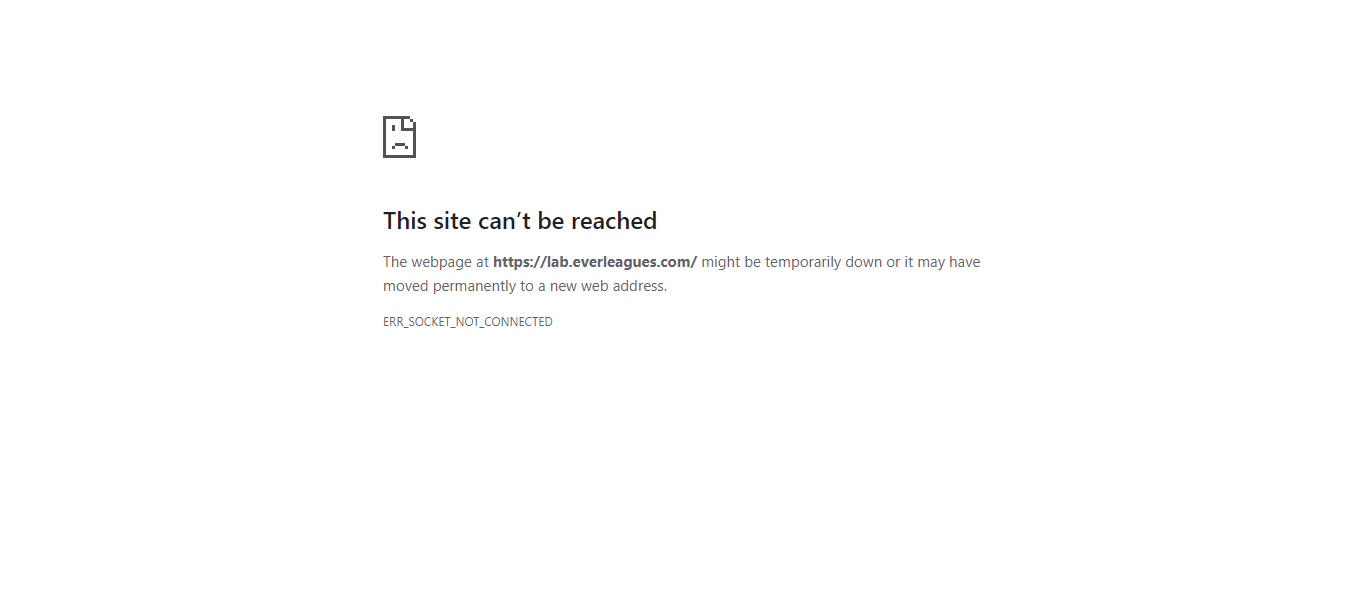 This site can’t be reached
The webpage at https://lab.everleagues.com/ might be temporarily down or it may have
moved permanently to a new web address.
ERR_SOCKET_NOT_CONNECTED